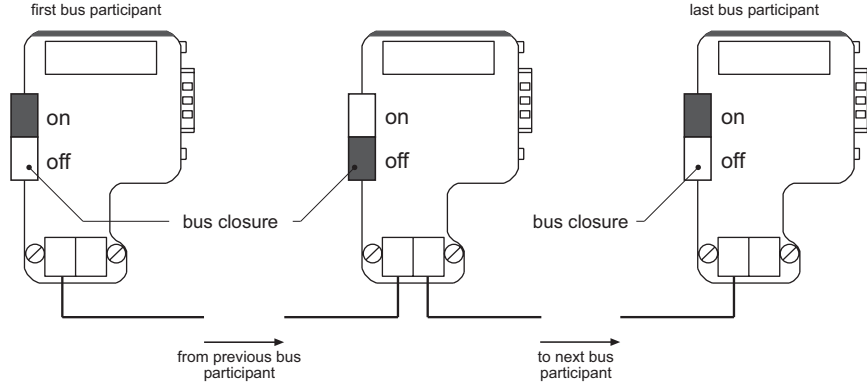 first bus participant
last bus participant
on
off
on
off
on
off
bus closure
bus closure
from previous bus
participant
to next bus
participant